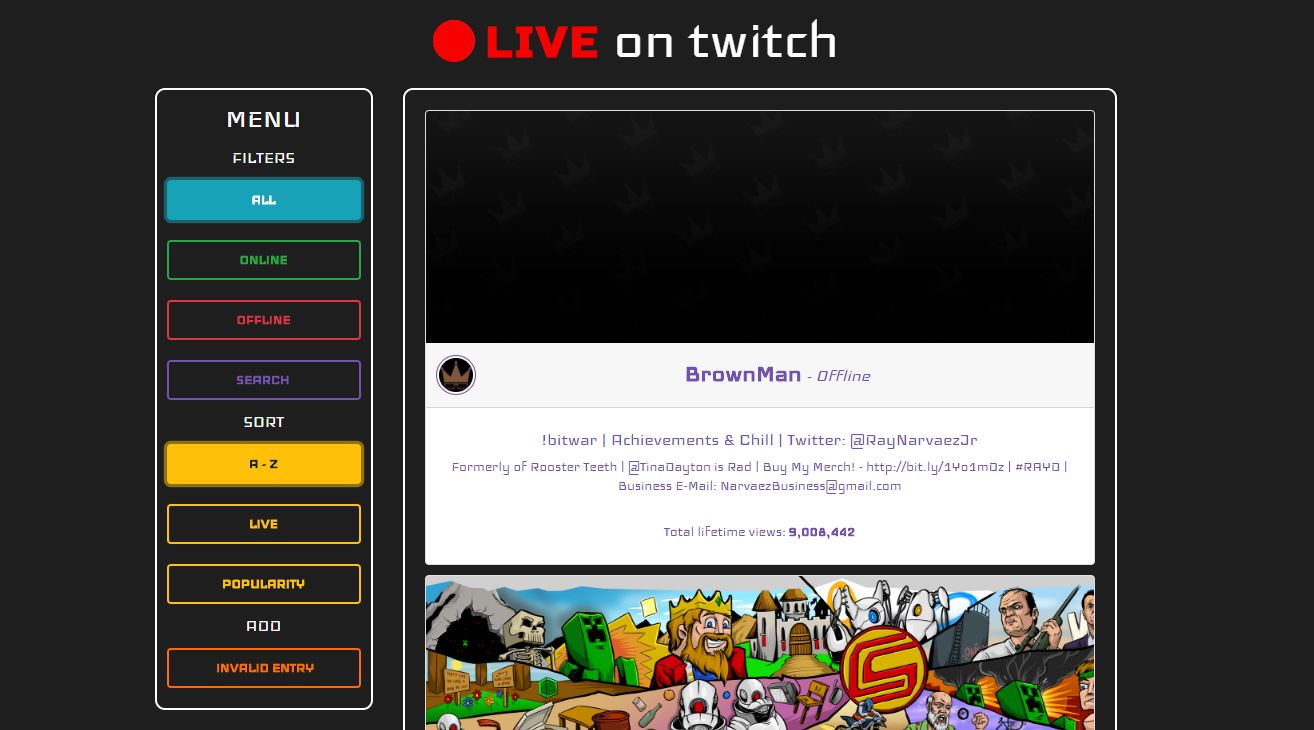 LIVE on twitch
MENU
FILTERS
ALL
ONLINE
OFFLINE
SEARCH
SORT
A - Z
LIVE
POPULARITY
ADD
INVALID ENTRY
BrownMan - Offline
!bitwar | Achievements & Chill | Twitter: @RayNarvaezJr
Formerly of Rooster Teeth | @TinaDayton is Rad | Buy My Merch! - http://bit.ly/1Yo1mDz | #RAYO |
Business E-Mail: NarvaezBusiness@gmail.com
Total lifetime views: 9,008,442